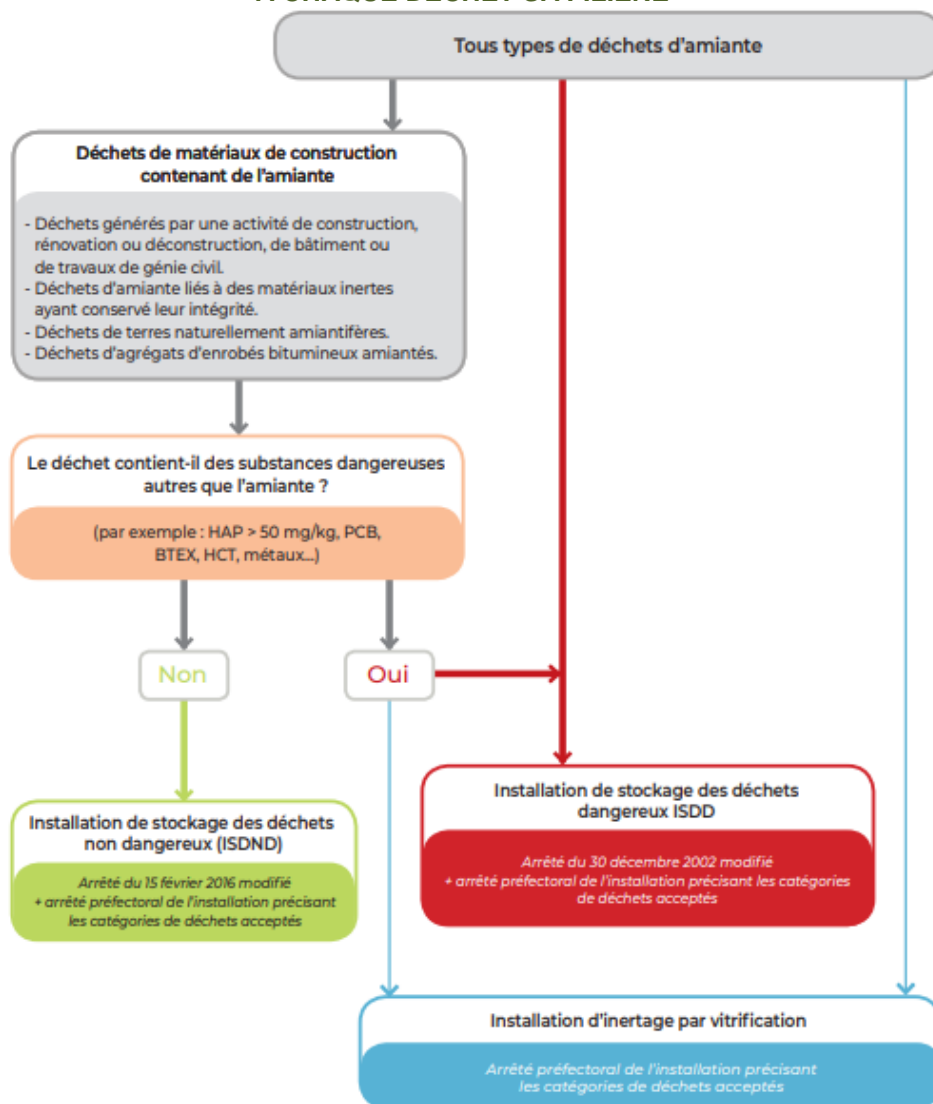 A CHAQUE DÉCHET SA FILIÈRE
Tous types de déchets d'amiante
Déchets de matériaux de construction
contenant de l'amiante
- Déchets générés par une activité de construction,
rénovation ou déconstruction, de bâtiment ou
de travaux de génie civil.
- Déchets d'amiante liés à des matériaux inertes
ayant conservé leur intégrité.
- Déchets de terres naturellement amiantifères.
- Déchets d'agrégats d'enrobés bitumineux amiantés.
Le déchet contient-il des substances dangereuses
autres que l'amiante ?
(par exemple : HAP > 50 mg/kg, PCB,
BTEX, HCT, métaux...)
Non
Oui
Installation de stockage des déchets
non dangereux (ISDND)
Arrêté du 15 février 2016 modifié
+ arrêté préfectoral de l'installation précisant
les catégories de déchets acceptés
Installation de stockage des déchets
dangereux ISDD
Arrêté du 30 décembre 2002 modifié
+ arrêté préfectoral de l'installation précisant les catégories
de déchets acceptés
Installation d'inertage par vitrification
Arrêté préfectoral de l'installation précisant
les catégories de déchets acceptés